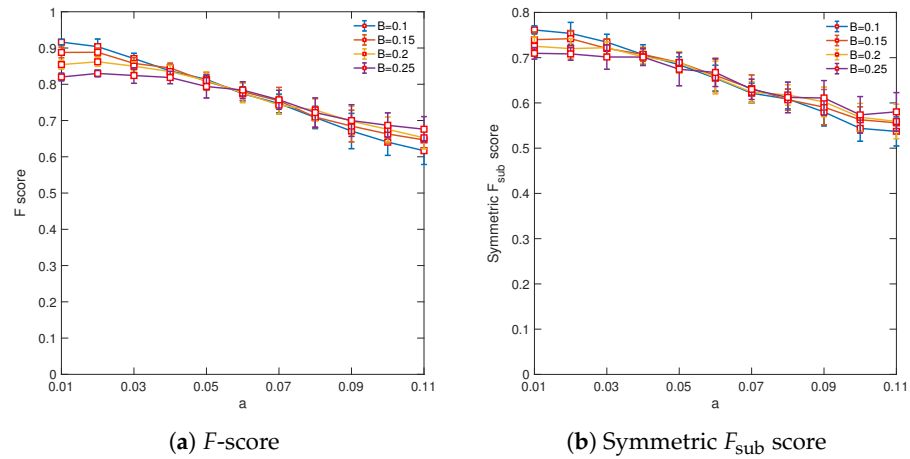 1
0.9
0.8
0.7
0.6
0.5
0.4
0.3
0.2
0.1
0
F score
0.01 0.03 0.05 0.07 0.09 0.11
a
B=0.1
B=0.15
B=0.2
B=0.25
(a) F-score
0.8
0.7
0.6
0.5
0.4
0.3
0.2
0.1
0
Symmetric F_sub score
0.01 0.03 0.05 0.07 0.09 0.11
a
B=0.1
B=0.15
B=0.2
B=0.25
(b) Symmetric F_sub score